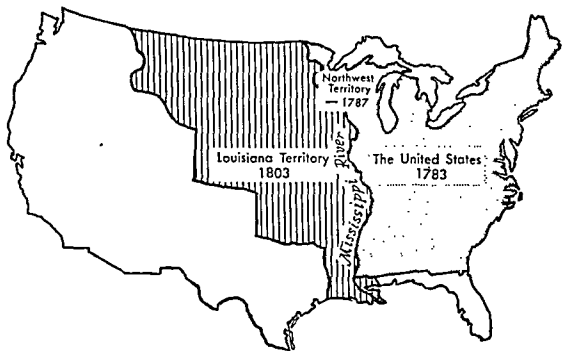 Northwest
Territory
— 1787
Louisiana Territory
1803
Mississippi River
The United States
1783